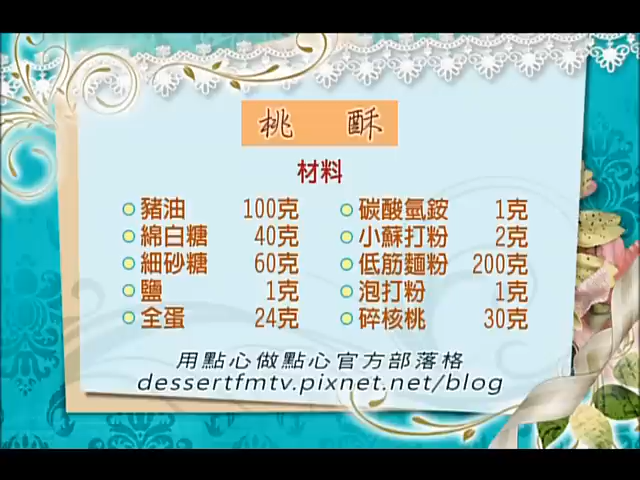 桃 酥
材料
豬油 100克 碳酸氫銨 1克
綿白糖 40克 小蘇打粉 2克
細砂糖 60克 低筋麵粉 200克
鹽 1克 泡打粉 1克
全蛋 24克 碎核桃 30克
用點心做點心官方部落格
dessertfmtv.pixnet.net/blog